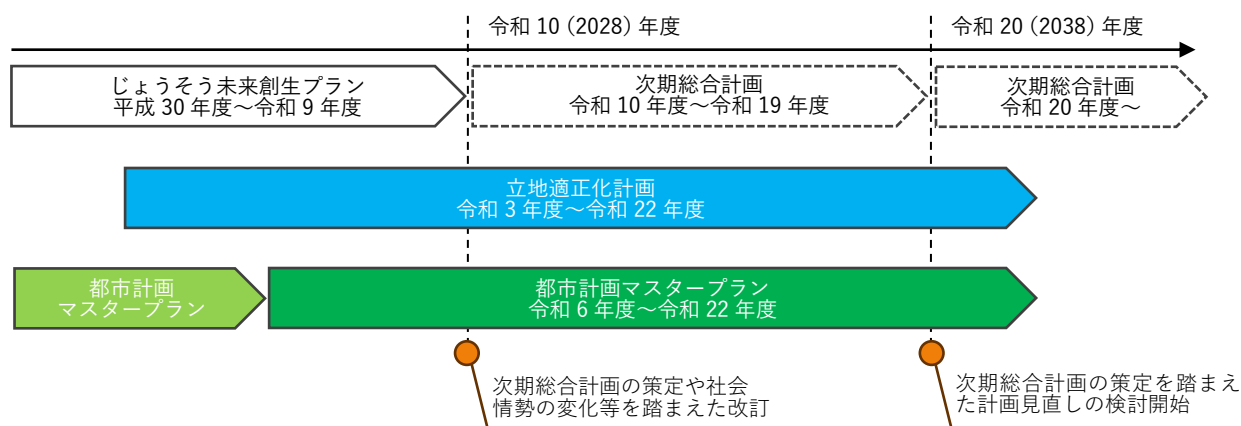 令和 10 (2028) 年度
令和 20 (2038) 年度
じょうそう未来創生プラン
平成 30 年度～令和 9 年度
次期総合計画
令和 10 年度～令和 19 年度
次期総合計画
令和 20 年度～
立地適正化計画
令和 3 年度～令和 22 年度
都市計画
マスタープラン
都市計画マスタープラン
令和 6 年度～令和 22 年度
次期総合計画の策定や社会
情勢の変化等を踏まえた改訂
次期総合計画の策定を踏まえ
た計画見直しの検討開始